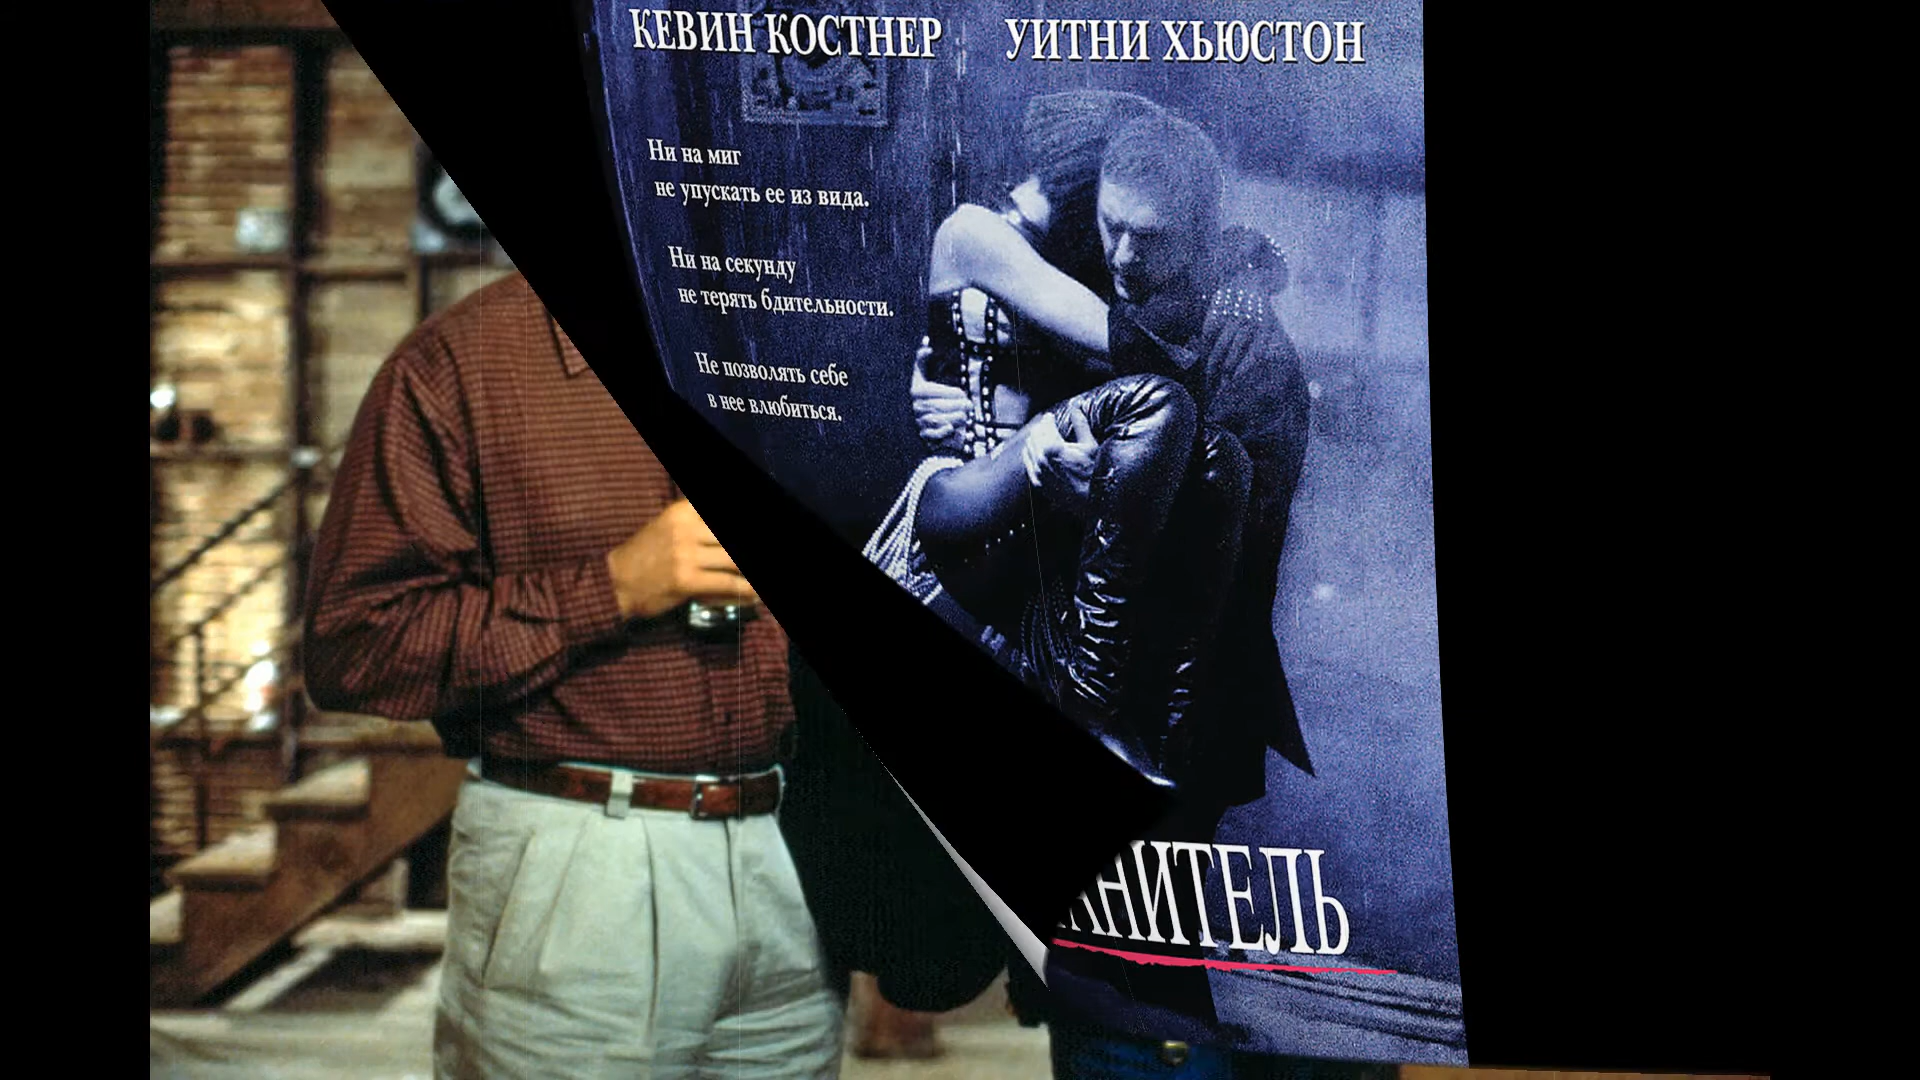 КЕВИН КОСТНЕР УИТНИ ХЬЮСТОН
Ни на миг
не упускать ее из вида.
Ни на секунду
не терять бдительности.
Не позволять себе
в нее влюбиться.
АНИТЕЛЬ